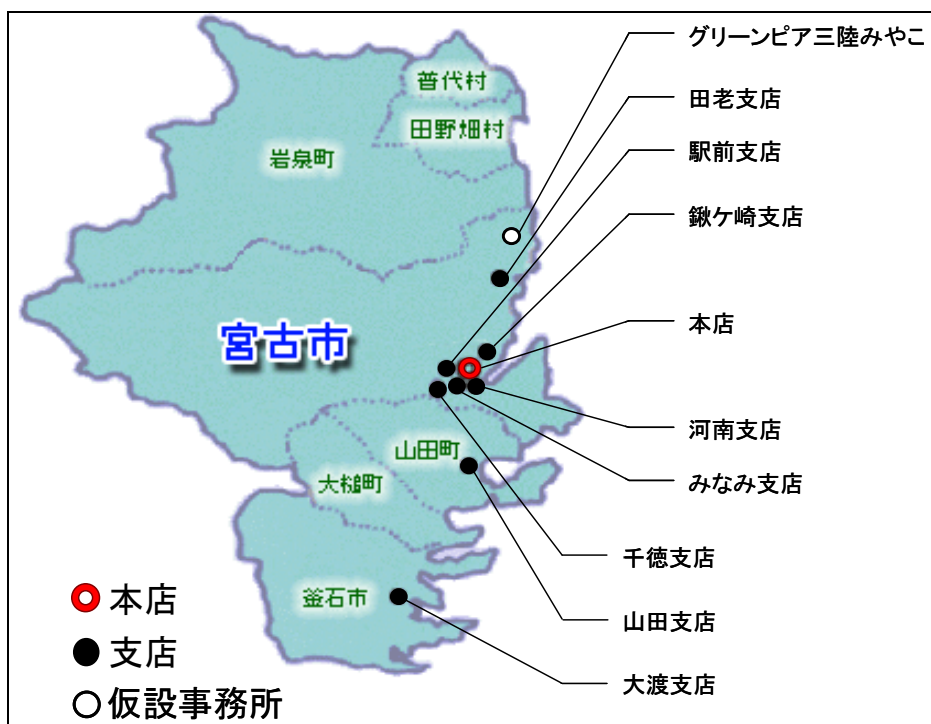 グリーンピア三陸みやこ
田老支店
駅前支店
鍬ケ崎支店
本店
河南支店
みなみ支店
千徳支店
山田支店
大渡支店
普代村
田野畑村
岩泉町
宮古市
山田町
大槌町
釜石市
本店
支店
仮設事務所